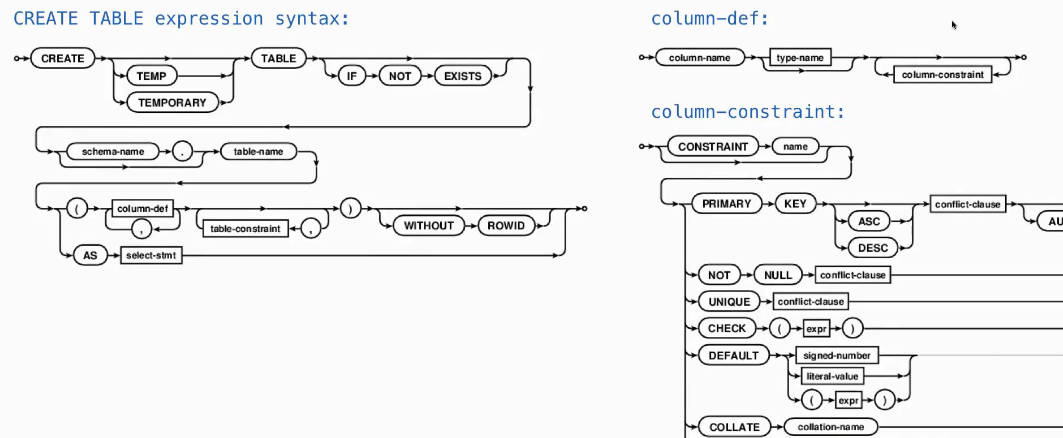 CREATE TABLE expression syntax:
CREATE TEMP TEMPORARY TABLE IF NOT EXISTS
schema-name . table-name
( column-def , table-constraint , ) WITHOUT ROWID
AS select-stmt
column-def:
column-name type-name column-constraint
column-constraint:
CONSTRAINT name
PRIMARY KEY ASC DESC conflict-clause AU
NOT NULL conflict-clause
UNIQUE conflict-clause
CHECK ( expr )
DEFAULT signed-number
literal-value
( expr )
COLLATE collation-name